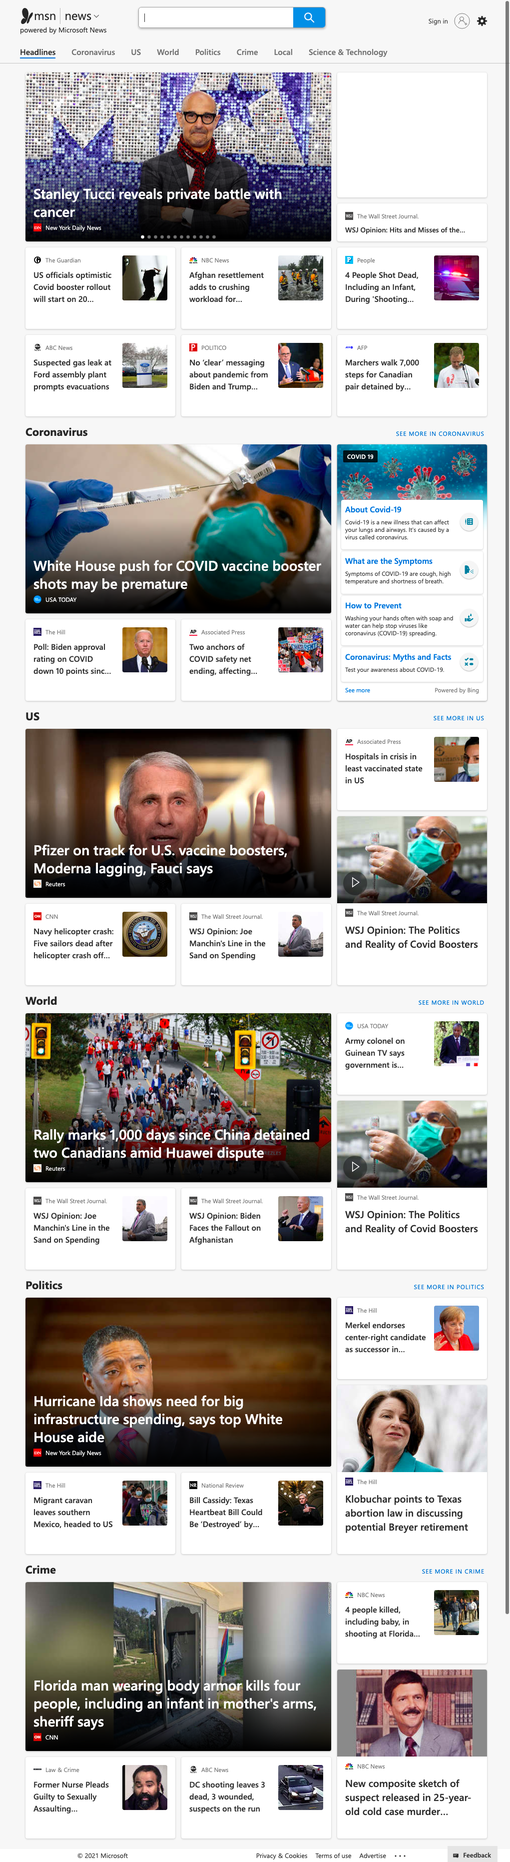 msn news
powered by Microsoft News
Sign in
Headlines Coronavirus US World Politics Crime Local Science & Technology
Stanley Tucci reveals private battle with
cancer
New York Daily News
The Wall Street Journal.
WSJ Opinion: Hits and Misses of the...
The Guardian
US officials optimistic
Covid booster rollout
will start on 20...
NBC News
Afghan resettlement
adds to crushing
workload for...
People
4 People Shot Dead,
Including an Infant,
During 'Shooting...
ABC News
Suspected gas leak at
Ford assembly plant
prompts evacuations
POLITICO
No 'clear' messaging
about pandemic from
Biden and Trump...
AFP
Marchers walk 7,000
steps for Canadian
pair detained by...
Coronavirus
SEE MORE IN CORONAVIRUS
White House push for COVID vaccine booster
shots may be premature
USA TODAY
COVID 19
About Covid-19
Covid-19 is a new illness that can affect
your lungs and airways. It's caused by a
virus called coronavirus.
What are the Symptoms
Symptoms of COVID-19 are cough, high
temperature and shortness of breath.
How to Prevent
Washing your hands often with soap and
water can help stop viruses like
coronavirus (COVID-19) spreading.
Coronavirus: Myths and Facts
Test your awareness about COVID-19.
See more
Powered by Bing
The Hill
Poll: Biden approval
rating on COVID
down 10 points sinc...
Associated Press
Two anchors of
COVID safety net
ending, affecting...
US
SEE MORE IN US
Pfizer on track for U.S. vaccine boosters,
Moderna lagging, Fauci says
Reuters
Associated Press
Hospitals in crisis in
least vaccinated state
in US
The Wall Street Journal.
WSJ Opinion: The Politics
and Reality of Covid Boosters
CNN
Navy helicopter crash:
Five sailors dead after
helicopter crash off...
The Wall Street Journal.
WSJ Opinion: Joe
Manchin's Line in the
Sand on Spending
World
SEE MORE IN WORLD
Rally marks 1,000 days since China detained
two Canadians amid Huawei dispute
Reuters
USA TODAY
Army colonel on
Guinean TV says
government is...
The Wall Street Journal.
WSJ Opinion: The Politics
and Reality of Covid Boosters
The Wall Street Journal.
WSJ Opinion: Joe
Manchin's Line in the
Sand on Spending
The Wall Street Journal.
WSJ Opinion: Biden
Faces the Fallout on
Afghanistan
Politics
SEE MORE IN POLITICS
Hurricane Ida shows need for big
infrastructure spending, says top White
House aide
New York Daily News
The Hill
Merkel endorses
center-right candidate
as successor in...
The Hill
Klobuchar points to Texas
abortion law in discussing
potential Breyer retirement
The Hill
Migrant caravan
leaves southern
Mexico, headed to US
National Review
Bill Cassidy: Texas
Heartbeat Bill Could
Be 'Destroyed' by...
Crime
SEE MORE IN CRIME
Florida man wearing body armor kills four
people, including an infant in mother's arms,
sheriff says
CNN
NBC News
4 people killed,
including baby, in
shooting at Florida...
NBC News
New composite sketch of
suspect released in 25-year-
old cold case murder...
Law & Crime
Former Nurse Pleads
Guilty to Sexually
Assaulting...
ABC News
DC shooting leaves 3
dead, 3 wounded,
suspects on the run
© 2021 Microsoft
Privacy & Cookies Terms of use Advertise
Feedback